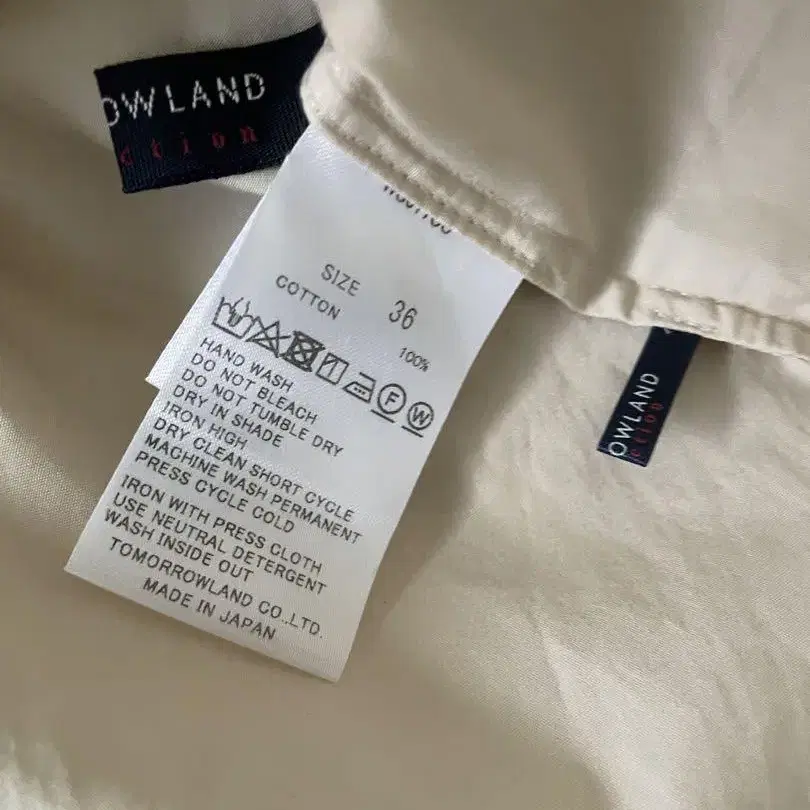 OWLAND
ction
SIZE 36
COTTON 100%
F W
HAND WASH
DO NOT BLEACH
DO NOT TUMBLE DRY
DRY IN SHADE
IRON HIGH
DRY CLEAN SHORT CYCLE
MACHINE WASH PERMANENT
PRESS CYCLE COLD
IRON WITH PRESS CLOTH
USE NEUTRAL DETERGENT
WASH INSIDE OUT
TOMORROWLAND CO.,LTD.
MADE IN JAPAN
OWLAND
ction